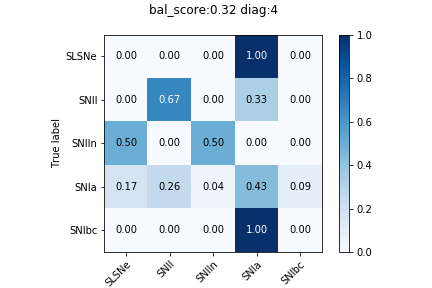 bal_score:0.32 diag:4
True label
SLSNe 0.00 0.00 0.00 1.00 0.00
SNII 0.00 0.67 0.00 0.33 0.00
SNIIn 0.50 0.00 0.50 0.00 0.00
SNIa 0.17 0.26 0.04 0.43 0.09
SNIbc 0.00 0.00 0.00 1.00 0.00
SLSNe SNII SNIIn SNIa SNIbc
1.0
0.8
0.6
0.4
0.2
0.0